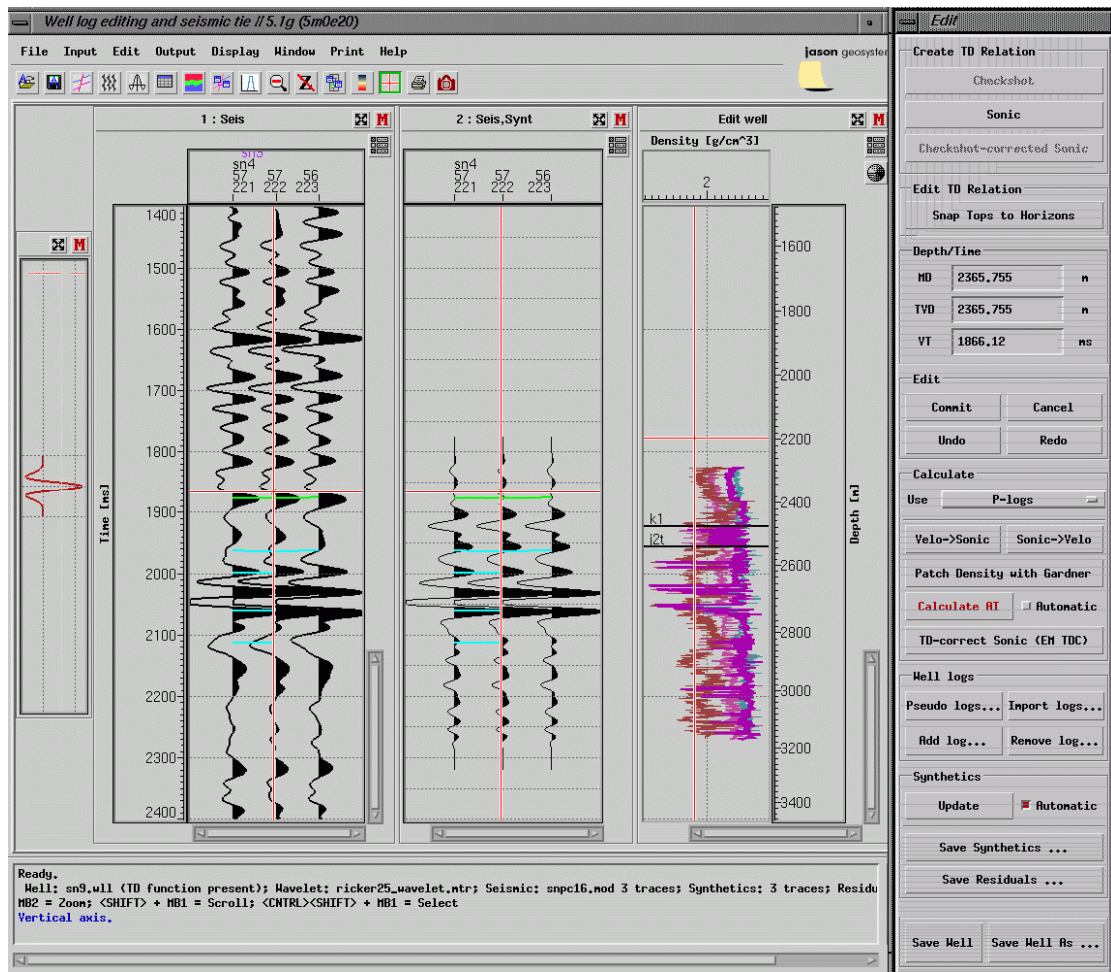 Well log editing and seismic tie // 5.1g (5m0e20)
File Input Edit Output Display Window Print Help
jason geosyster
1 : Seis
2 : Seis,Synt
Edit well
M
M
M
M
Density [g/cm^3]
2
sn3
sn4
57 57 56
221 222 223
sn4
57 57 56
221 222 223
1400
1500
1600
1700
1800
1900
2000
2100
2200
2300
2400
Time [ms]
k1
j2t
1600
1800
2000
2200
2400
2600
2800
3000
3200
3400
Depth [m]
Ready.
Well: sn9.wll (TD function present); Wavelet: ricker25_wavelet.mtr; Seismic: snpc16.mod 3 traces; Synthetics: 3 traces; Residu
MB2 = Zoom; <SHIFT> + MB1 = Scroll; <CNTRL><SHIFT> + MB1 = Select
Vertical axis.
Edit
Create TD Relation
Checkshot
Sonic
Checkshot-corrected Sonic
Edit TD Relation
Snap Tops to Horizons
Depth/Time
MD 2365.755 m
TVD 2365.755 m
VT 1866.12 ms
Edit
Commit Cancel
Undo Redo
Calculate
Use P-logs
Velo->Sonic Sonic->Velo
Patch Density with Gardner
Calculate AI Automatic
TD-correct Sonic (EM TDC)
Well logs
Pseudo logs... Import logs...
Add log... Remove log...
Synthetics
Update Automatic
Save Synthetics ...
Save Residuals ...
Save Well Save Well As ...